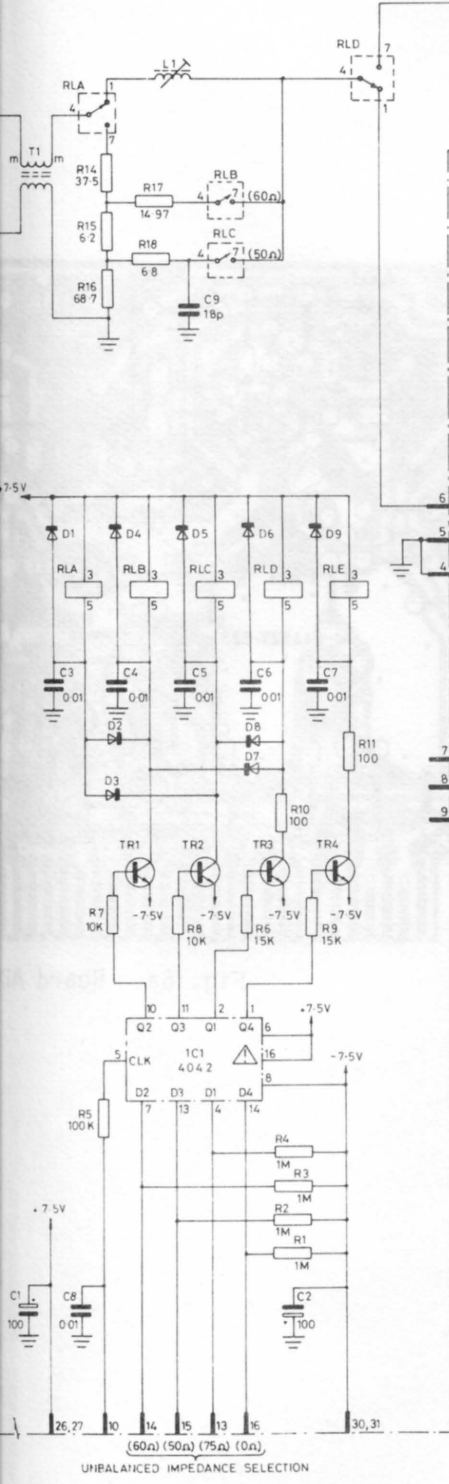 RLD
7
4
1
L1
RLA
1
4
7
T1
m m
R14
37·5
R17
14·97
RLB
4 7 (60Ω)
R15
6·2
R18
6·8
RLC
4 7 (50Ω)
R16
68·7
C9
18p
+7·5V
6
5
4
D1 D4 D5 D6 D9
RLA 3 RLB 3 RLC 3 RLD 3 RLE 3
5 5 5 5 5
C3 C4 C5 C6 C7
0·01 0·01 0·01 0·01 0·01
D2 D8
D7
D3
R11
100
R10
100
7
8
9
TR1 TR2 TR3 TR4
-7·5V -7·5V -7·5V -7·5V
R7
10K
R8
10K
R6
15K
R9
15K
10 11 2 1
Q2 Q3 Q1 Q4
6
+7·5V
5
CLK
IC1
4042
16
8
-7·5V
D2 D3 D1 D4
7 13 4 14
R5
100K
R4
1M
R3
1M
R2
1M
R1
1M
+7·5V
C1
100
C8
0·01
C2
100
26,27 10 14 15 13 16 30,31
(60Ω) (50Ω) (75Ω) (0Ω)
UNBALANCED IMPEDANCE SELECTION